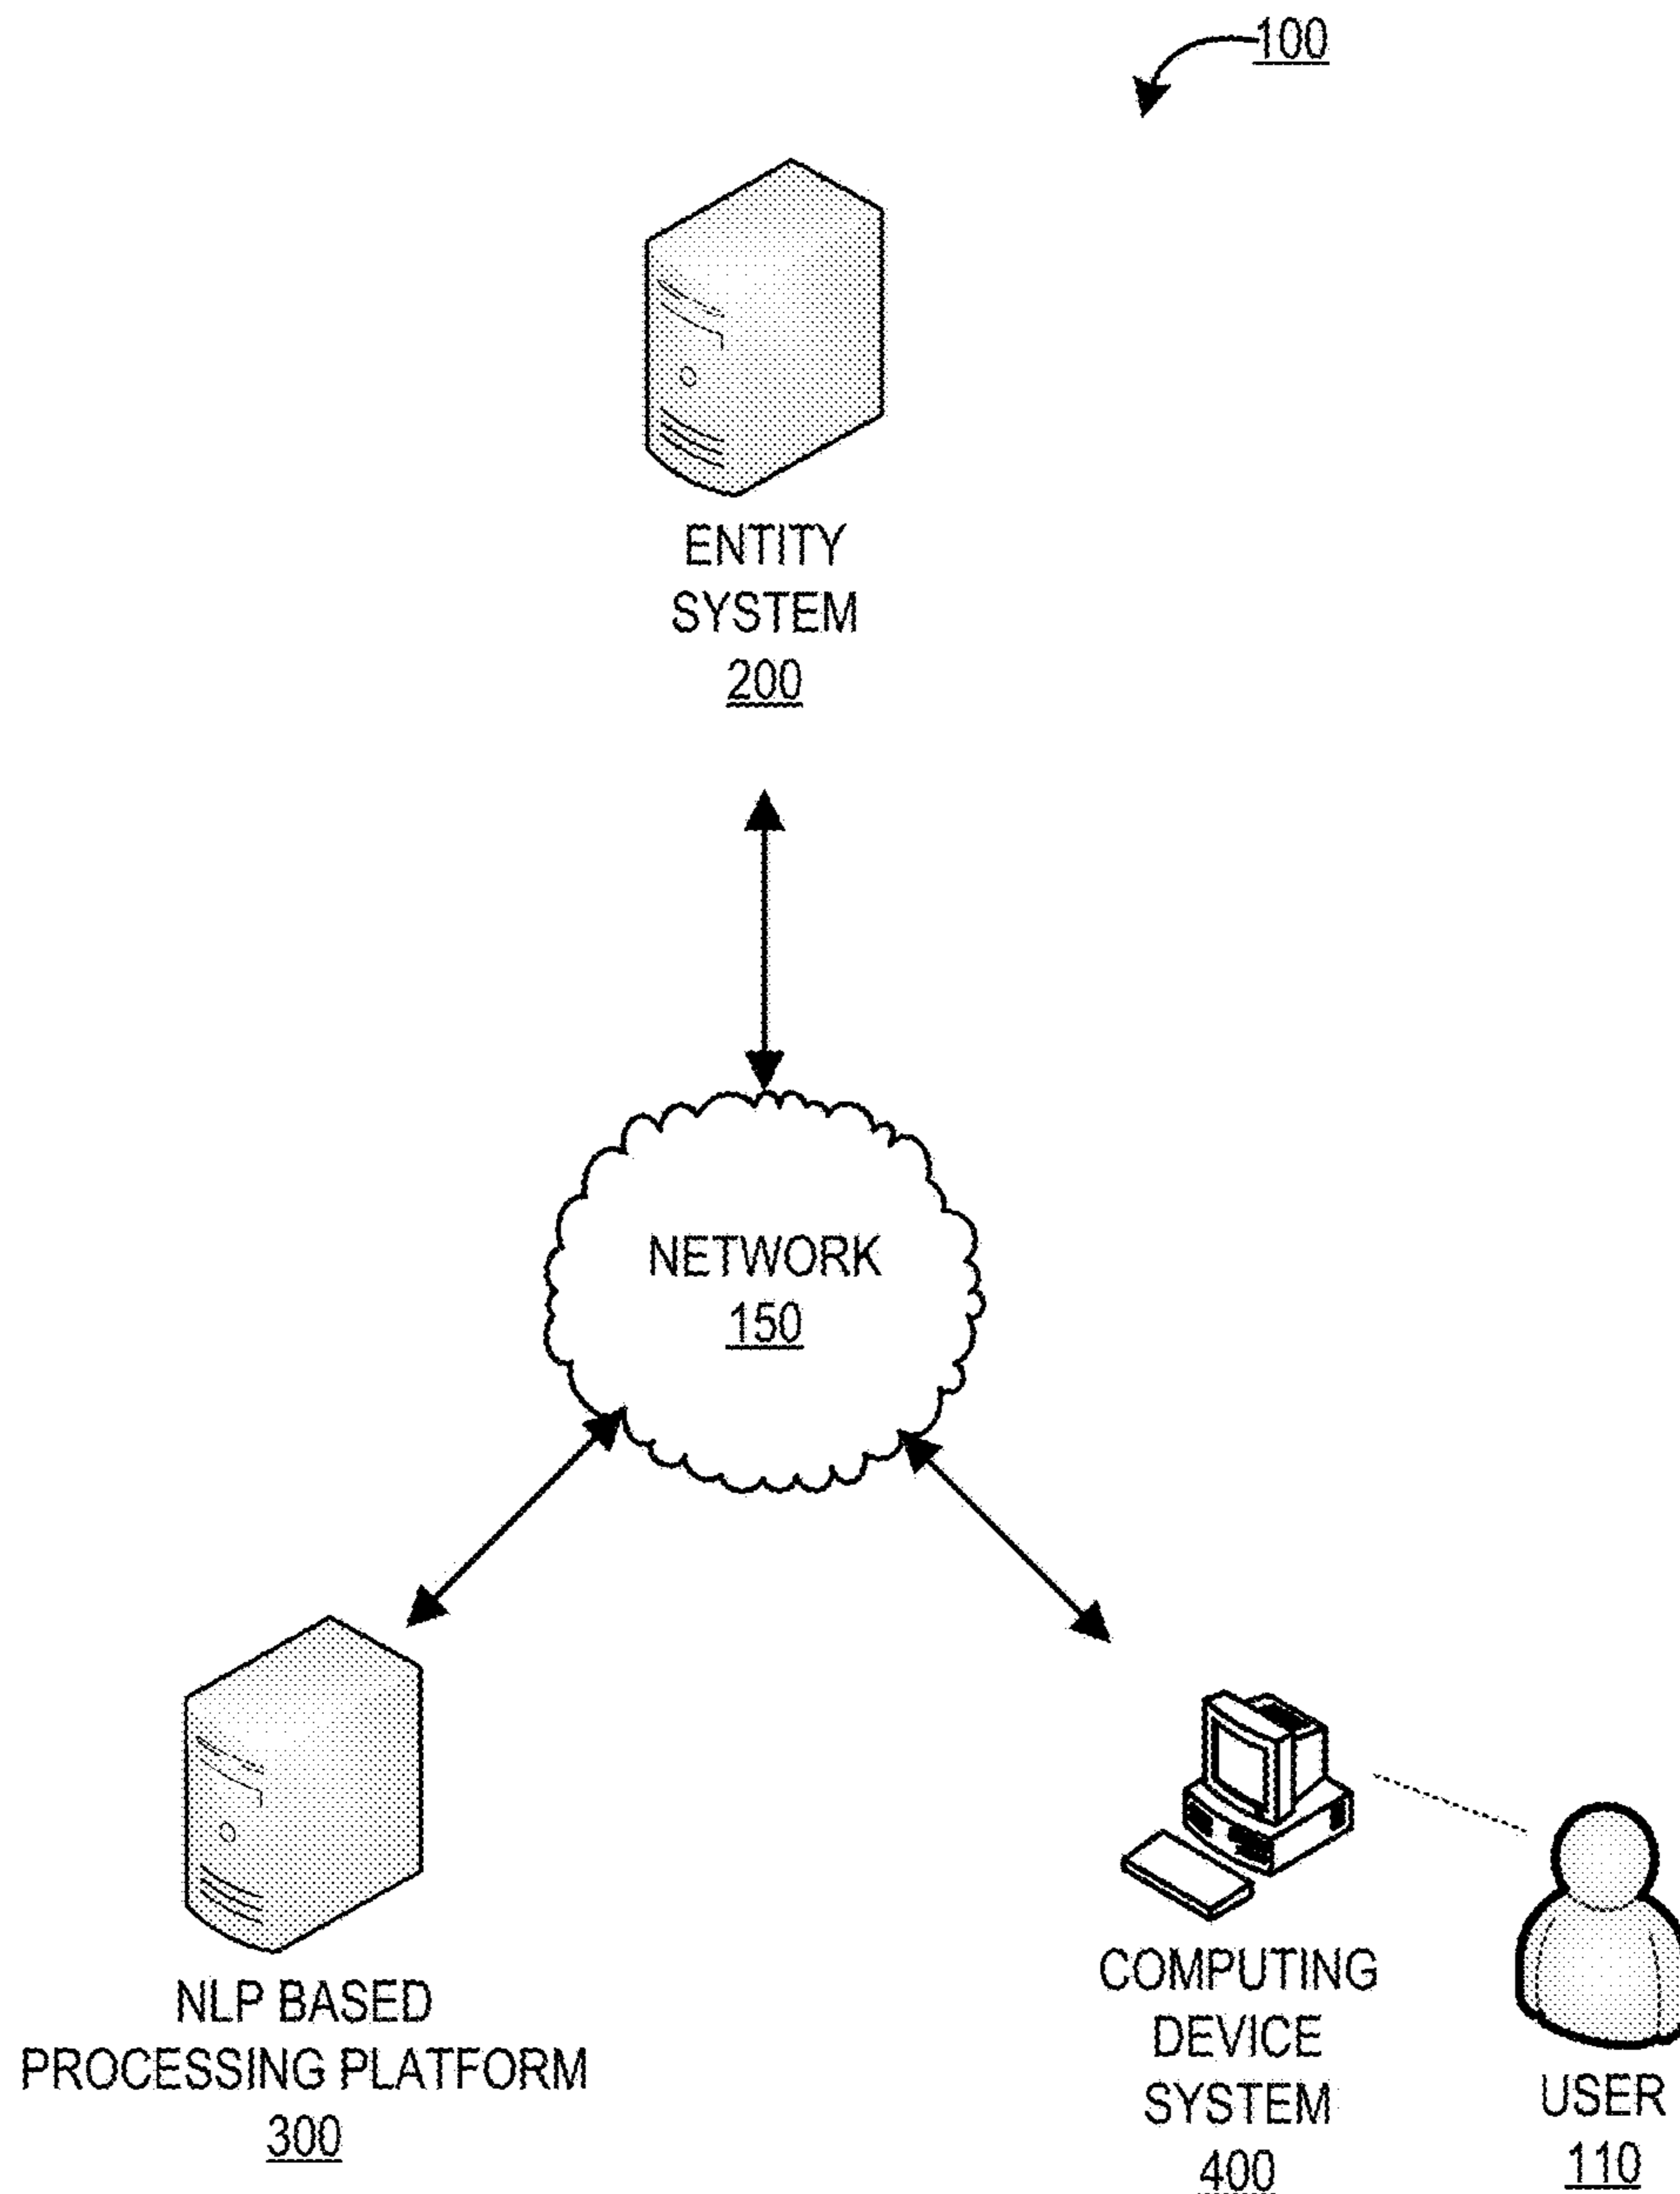 100
ENTITY
SYSTEM
200
NETWORK
150
NLP BASED
PROCESSING PLATFORM
300
COMPUTING
DEVICE
SYSTEM
400
USER
110